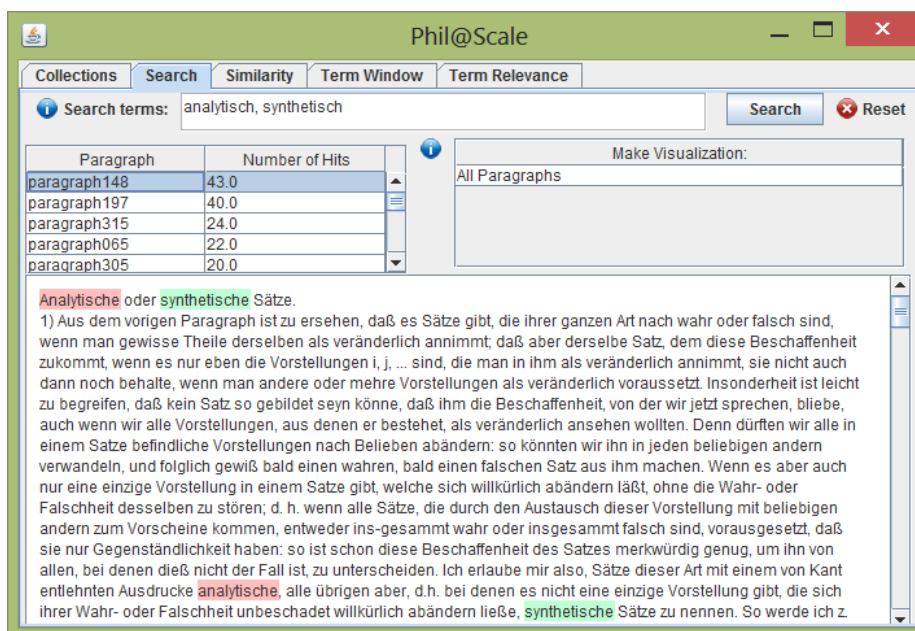 Phil@Scale
Collections Search Similarity Term Window Term Relevance
Search terms: analytisch, synthetisch Search Reset
Paragraph Number of Hits
paragraph148 43.0
paragraph197 40.0
paragraph315 24.0
paragraph065 22.0
paragraph305 20.0
Make Visualization:
All Paragraphs
Analytische oder synthetische Sätze.
1) Aus dem vorigen Paragraph ist zu ersehen, daß es Sätze gibt, die ihrer ganzen Art nach wahr oder falsch sind,
wenn man gewisse Theile derselben als veränderlich annimmt; daß aber derselbe Satz, dem diese Beschaffenheit
zukommt, wenn es nur eben die Vorstellungen i, j, ... sind, die man in ihm als veränderlich annimmt, sie nicht auch
dann noch behalte, wenn man andere oder mehre Vorstellungen als veränderlich voraussetzt. Insonderheit ist leicht
zu begreifen, daß kein Satz so gebildet seyn könne, daß ihm die Beschaffenheit, von der wir jetzt sprechen, bliebe,
auch wenn wir alle Vorstellungen, aus denen er bestehet, als veränderlich ansehen wollten. Denn dürften wir alle in
einem Satze befindliche Vorstellungen nach Belieben abändern: so könnten wir ihn in jeden beliebigen andern
verwandeln, und folglich gewiß bald einen wahren, bald einen falschen Satz aus ihm machen. Wenn es aber auch
nur eine einzige Vorstellung in einem Satze gibt, welche sich willkürlich abändern läßt, ohne die Wahr- oder
Falschheit desselben zu stören; d. h. wenn alle Sätze, die durch den Austausch dieser Vorstellung mit beliebigen
andern zum Vorscheine kommen, entweder ins-gesammt wahr oder insgesammt falsch sind, vorausgesetzt, daß
sie nur Gegenständlichkeit haben: so ist schon diese Beschaffenheit des Satzes merkwürdig genug, um ihn von
allen, bei denen dieß nicht der Fall ist, zu unterscheiden. Ich erlaube mir also, Sätze dieser Art mit einem von Kant
entlehnten Ausdrucke analytische, alle übrigen aber, d.h. bei denen es nicht eine einzige Vorstellung gibt, die sich
ihrer Wahr- oder Falschheit unbeschadet willkürlich abändern ließe, synthetische Sätze zu nennen. So werde ich z.